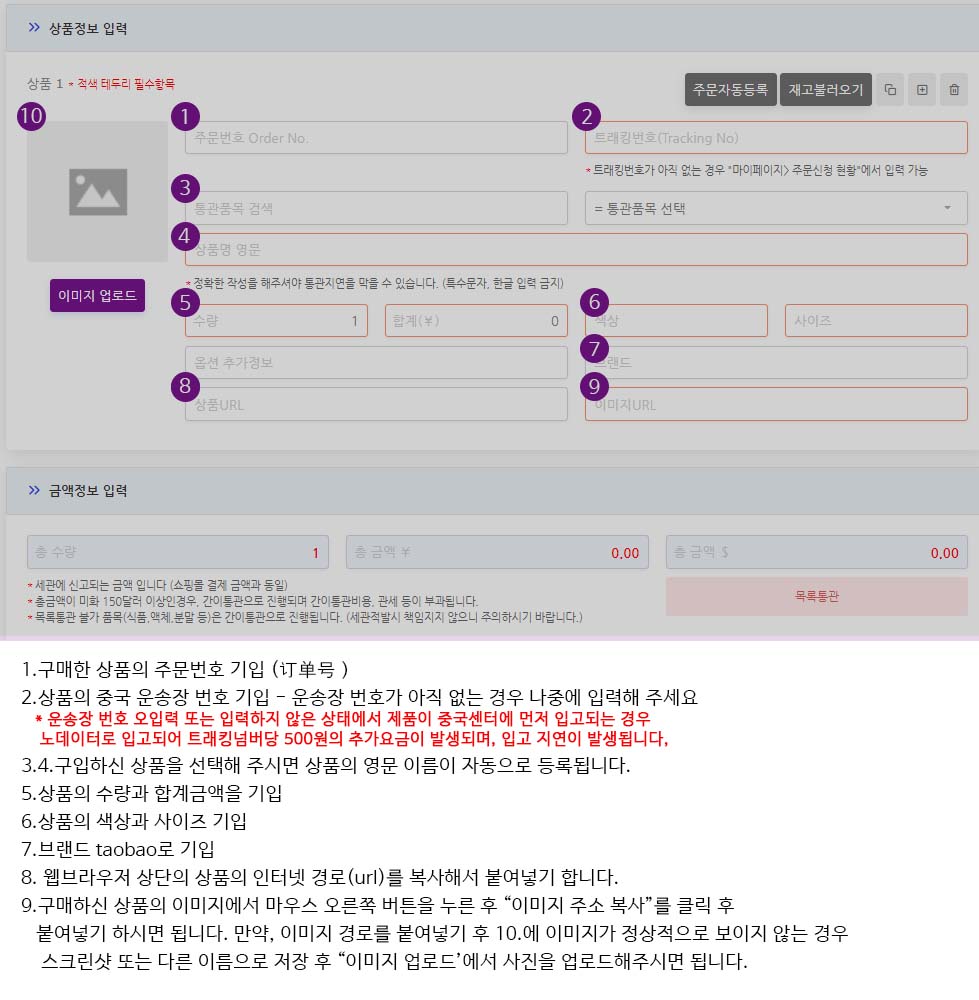 상품정보 입력
상품 1 * 적색 테두리 필수항목
주문자동등록 재고불러오기
10 1 2
주문번호 Order No. 트래킹번호(Tracking No)
* 트래킹번호가 아직 없는 경우 "마이페이지> 주문신청 현황"에서 입력 가능
3
통관품목 검색 = 통관품목 선택
4
상품명 영문
* 정확한 작성을 해주셔야 통관지연을 막을 수 있습니다. (특수문자, 한글 입력 금지)
이미지 업로드
5 6
수량 1 합계(¥) 0 색상 사이즈
7
옵션 추가정보 브랜드
8 9
상품URL 이미지URL
금액정보 입력
총 수량 1 총 금액 ¥ 0.00 총 금액 $ 0.00
* 세관에 신고되는 금액 입니다 (쇼핑몰 결제 금액과 동일)
* 총금액이 미화 150달러 이상인경우, 간이통관으로 진행되며 간이통관비용, 관세 등이 부과됩니다.
* 목록통관 불가 품목(식품,액체,분말 등)은 간이통관으로 진행됩니다. (세관적발시 책임지지 않으니 주의하시기 바랍니다.)
목록통관
1.구매한 상품의 주문번호 기입 (订单号 )
2.상품의 중국 운송장 번호 기입 - 운송장 번호가 아직 없는 경우 나중에 입력해 주세요
* 운송장 번호 오입력 또는 입력하지 않은 상태에서 제품이 중국센터에 먼저 입고되는 경우
노데이터로 입고되어 트래킹넘버당 500원의 추가요금이 발생되며, 입고 지연이 발생됩니다,
3.4.구입하신 상품을 선택해 주시면 상품의 영문 이름이 자동으로 등록됩니다.
5.상품의 수량과 합계금액을 기입
6.상품의 색상과 사이즈 기입
7.브랜드 taobao로 기입
8. 웹브라우저 상단의 상품의 인터넷 경로(url)를 복사해서 붙여넣기 합니다.
9.구매하신 상품의 이미지에서 마우스 오른쪽 버튼을 누른 후 “이미지 주소 복사”를 클릭 후
붙여넣기 하시면 됩니다. 만약, 이미지 경로를 붙여넣기 후 10.에 이미지가 정상적으로 보이지 않는 경우
스크린샷 또는 다른 이름으로 저장 후 “이미지 업로드’에서 사진을 업로드해주시면 됩니다.